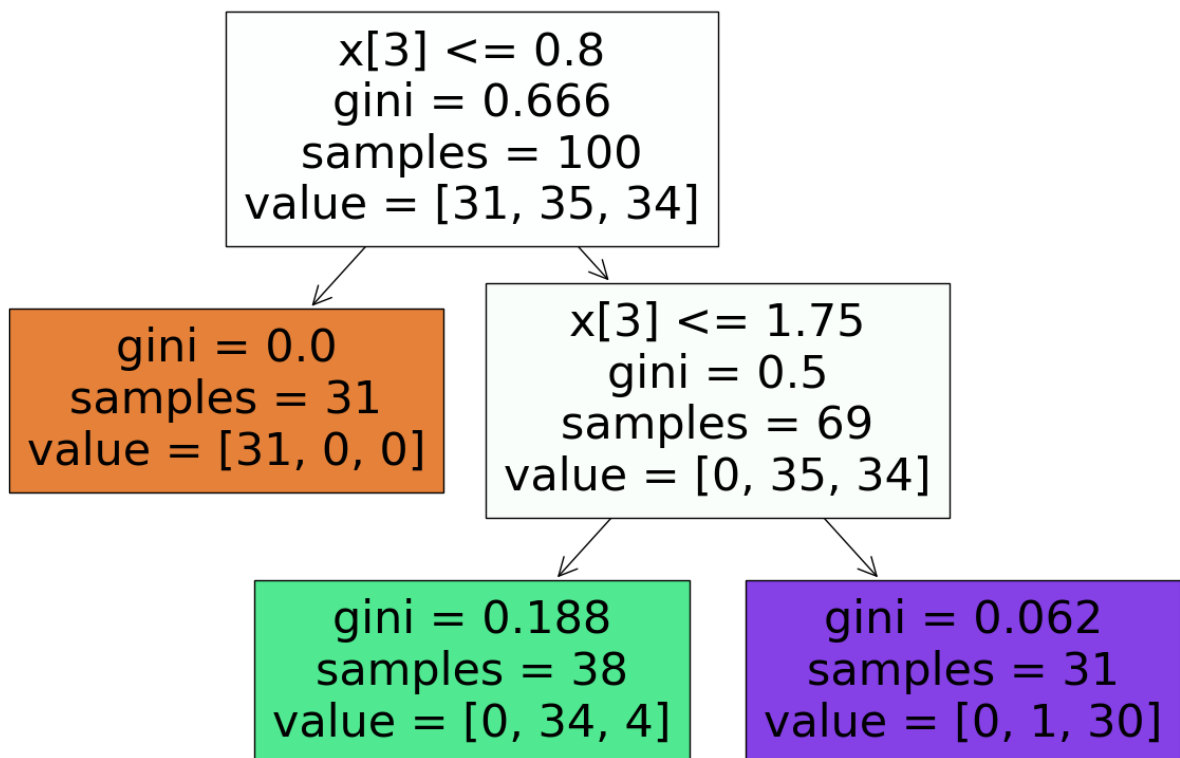 x[3] <= 0.8
gini = 0.666
samples = 100
value = [31, 35, 34]
gini = 0.0
samples = 31
value = [31, 0, 0]
x[3] <= 1.75
gini = 0.5
samples = 69
value = [0, 35, 34]
gini = 0.188
samples = 38
value = [0, 34, 4]
gini = 0.062
samples = 31
value = [0, 1, 30]